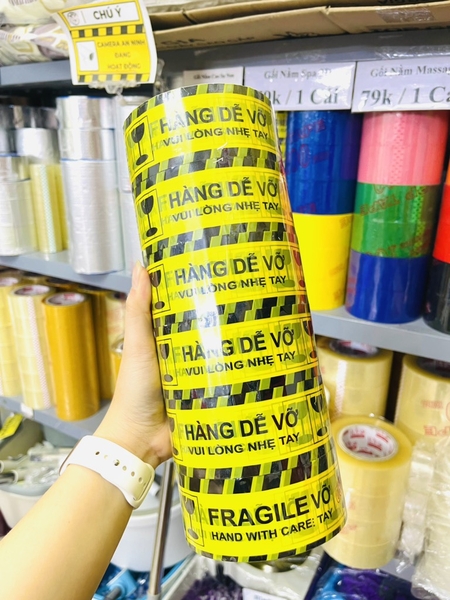 CHÚ Ý
CAMERA AN NINH
ĐANG
HOẠT ĐỘNG
Gối Nằm Spa
k / 1 Cái
Gối Nằm Massa
79k / 1 Cá
HÀNG DỄ VỠ
VUI LÒNG NHẸ TAY
HÀNG DỄ VỠ
VUI LÒNG NHẸ TAY
HÀNG DỄ VỠ
VUI LÒNG NHẸ TAY
HÀNG DỄ VỠ
VUI LÒNG NHẸ TAY
HÀNG DỄ VỠ
VUI LÒNG NHẸ TAY
FRAGILE VỠ
HAND WITH CARE: TAY